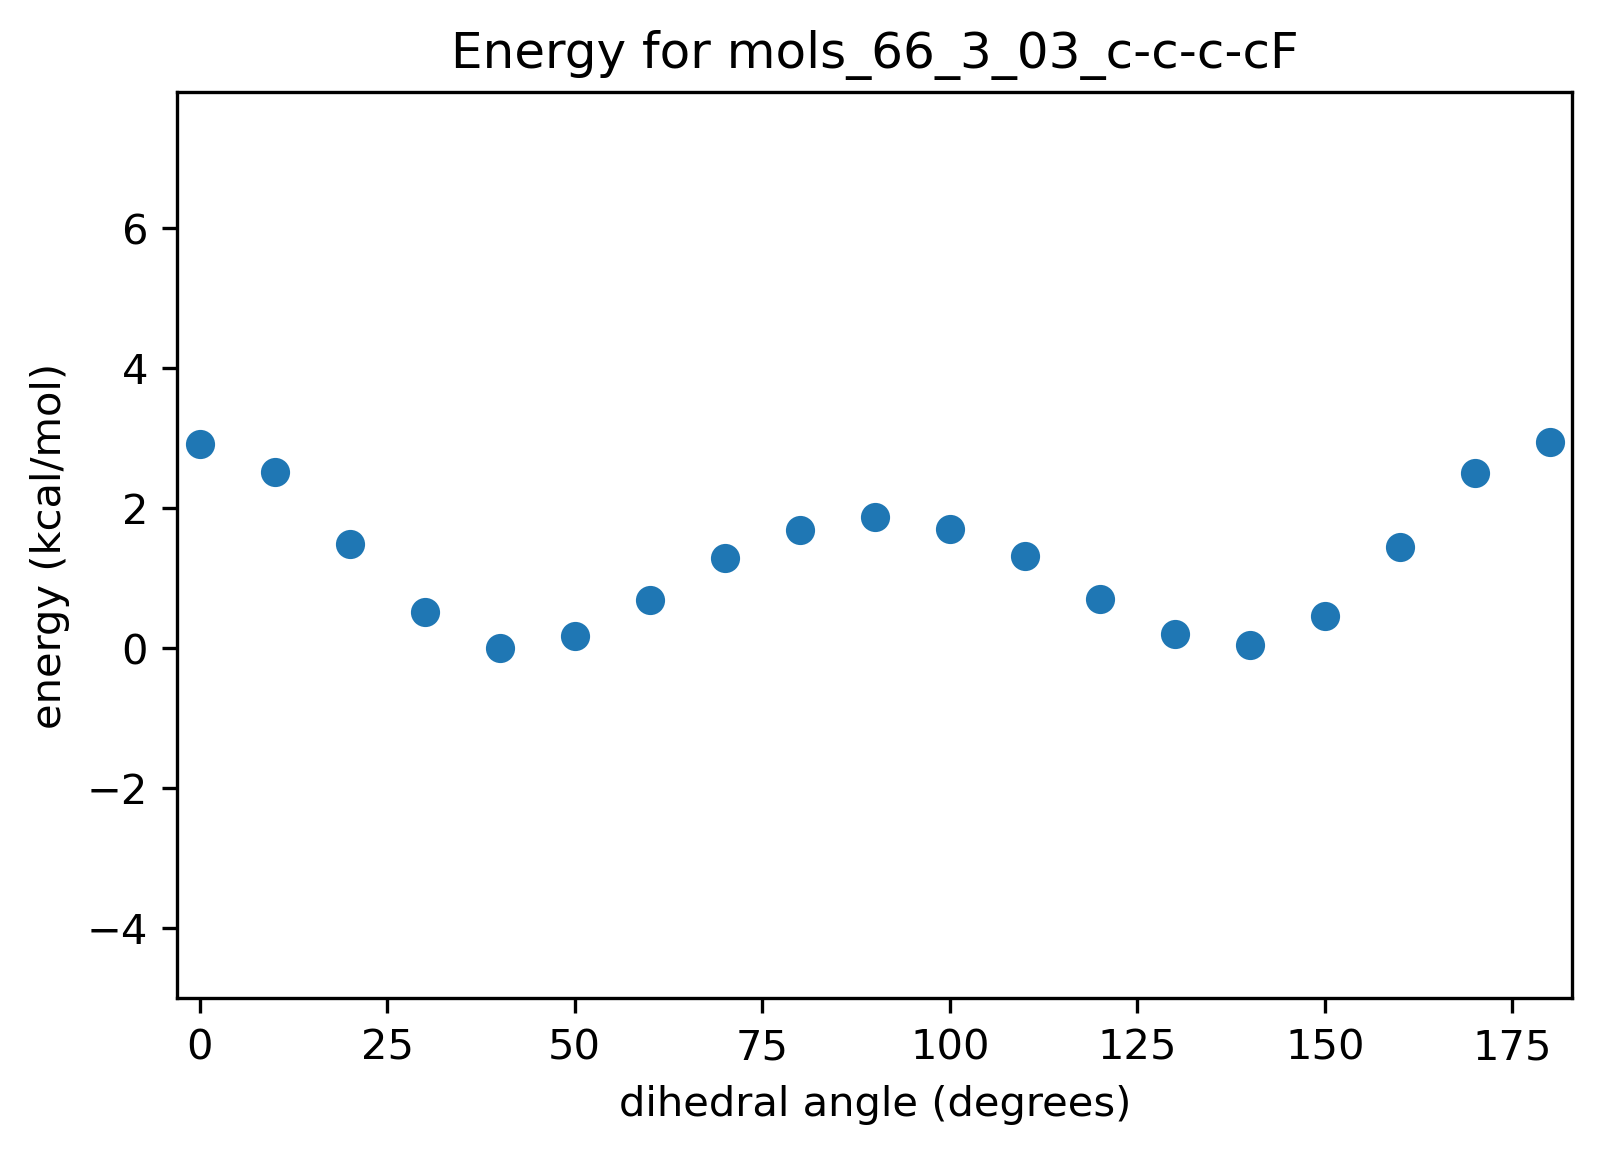 Energy for mols_66_3_03_c-c-c-cF
energy (kcal/mol)
6
4
2
0
−2
−4
0 25 50 75 100 125 150 175
dihedral angle (degrees)